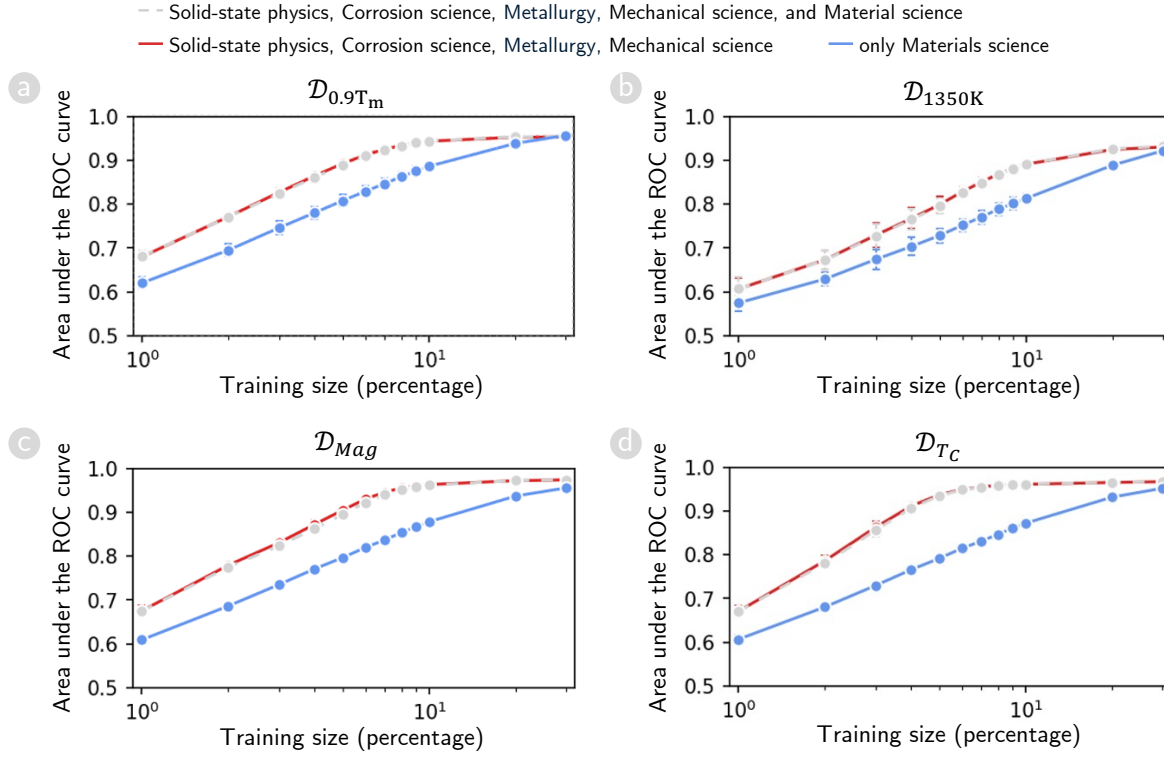 Solid-state physics, Corrosion science, Metallurgy, Mechanical science, and Material science
Solid-state physics, Corrosion science, Metallurgy, Mechanical science
only Materials science
a
𝒟0.9Tm
Area under the ROC curve
1.0
0.9
0.8
0.7
0.6
0.5
10⁰
10¹
Training size (percentage)
b
𝒟1350K
Area under the ROC curve
1.0
0.9
0.8
0.7
0.6
0.5
10⁰
10¹
Training size (percentage)
c
𝒟Mag
Area under the ROC curve
1.0
0.9
0.8
0.7
0.6
0.5
10⁰
10¹
Training size (percentage)
d
𝒟TC
Area under the ROC curve
1.0
0.9
0.8
0.7
0.6
0.5
10⁰
10¹
Training size (percentage)